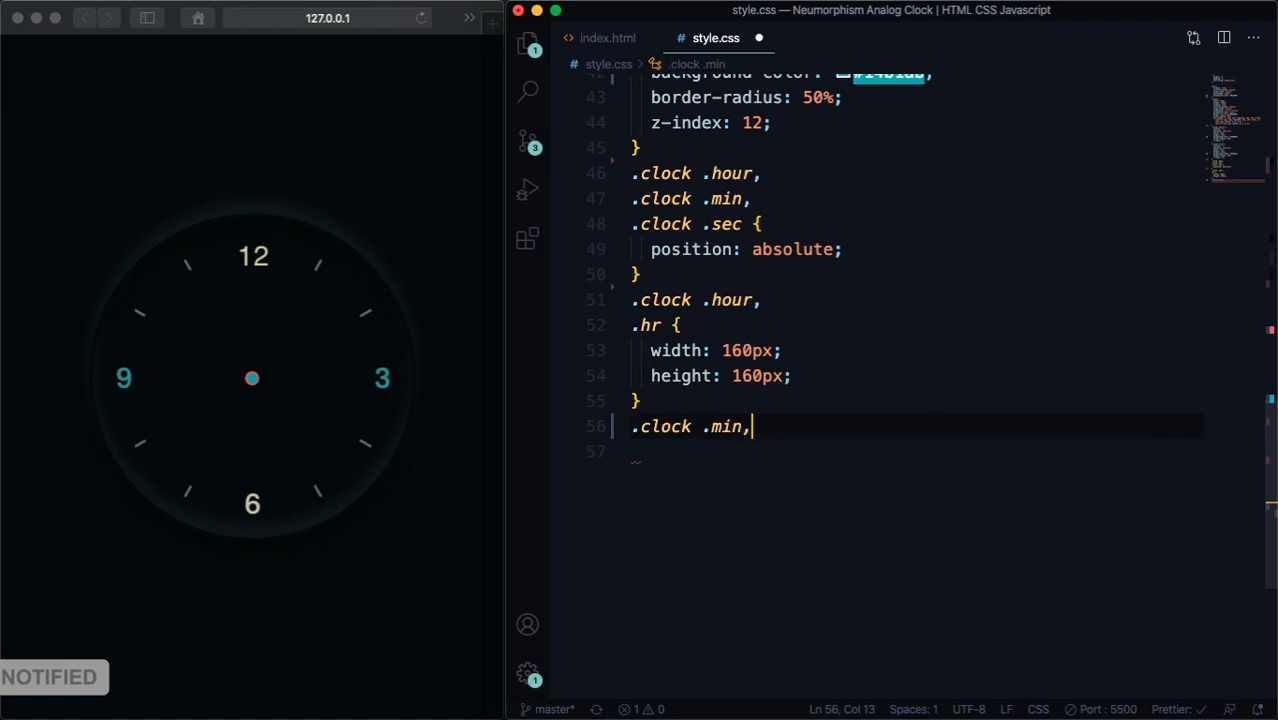 127.0.0.1
style.css — Neumorphism Analog Clock | HTML CSS Javascript
index.html
# style.css
# style.css > .clock .min
43 border-radius: 50%;
44 z-index: 12;
45 }
46 .clock .hour,
47 .clock .min,
48 .clock .sec {
49 position: absolute;
50 }
51 .clock .hour,
52 .hr {
53 width: 160px;
54 height: 160px;
55 }
56 .clock .min,
57
12
9
3
6
1
3
1
NOTIFIED
master*
1
0
Ln 56, Col 13
Spaces: 1
UTF-8
LF
CSS
Port : 5500
Prettier: ✓